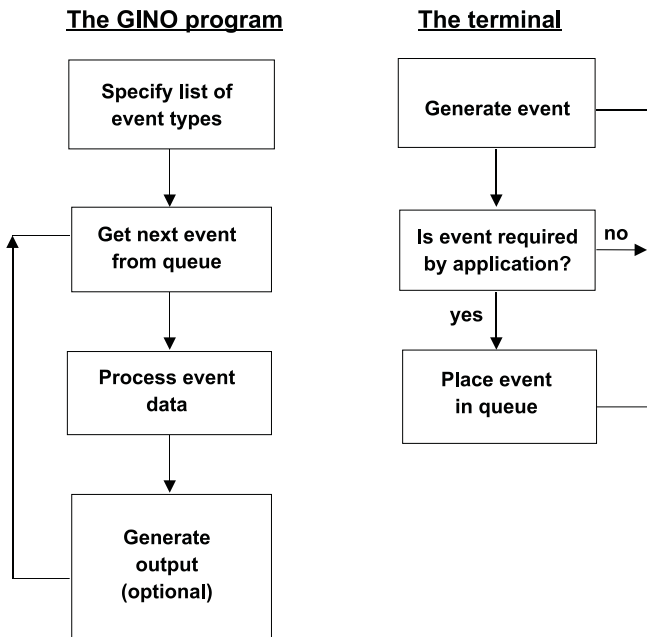 The GINO program
Specify list of
event types
Get next event
from queue
Process event
data
Generate
output
(optional)
The terminal
Generate event
Is event required
by application?
no
yes
Place event
in queue